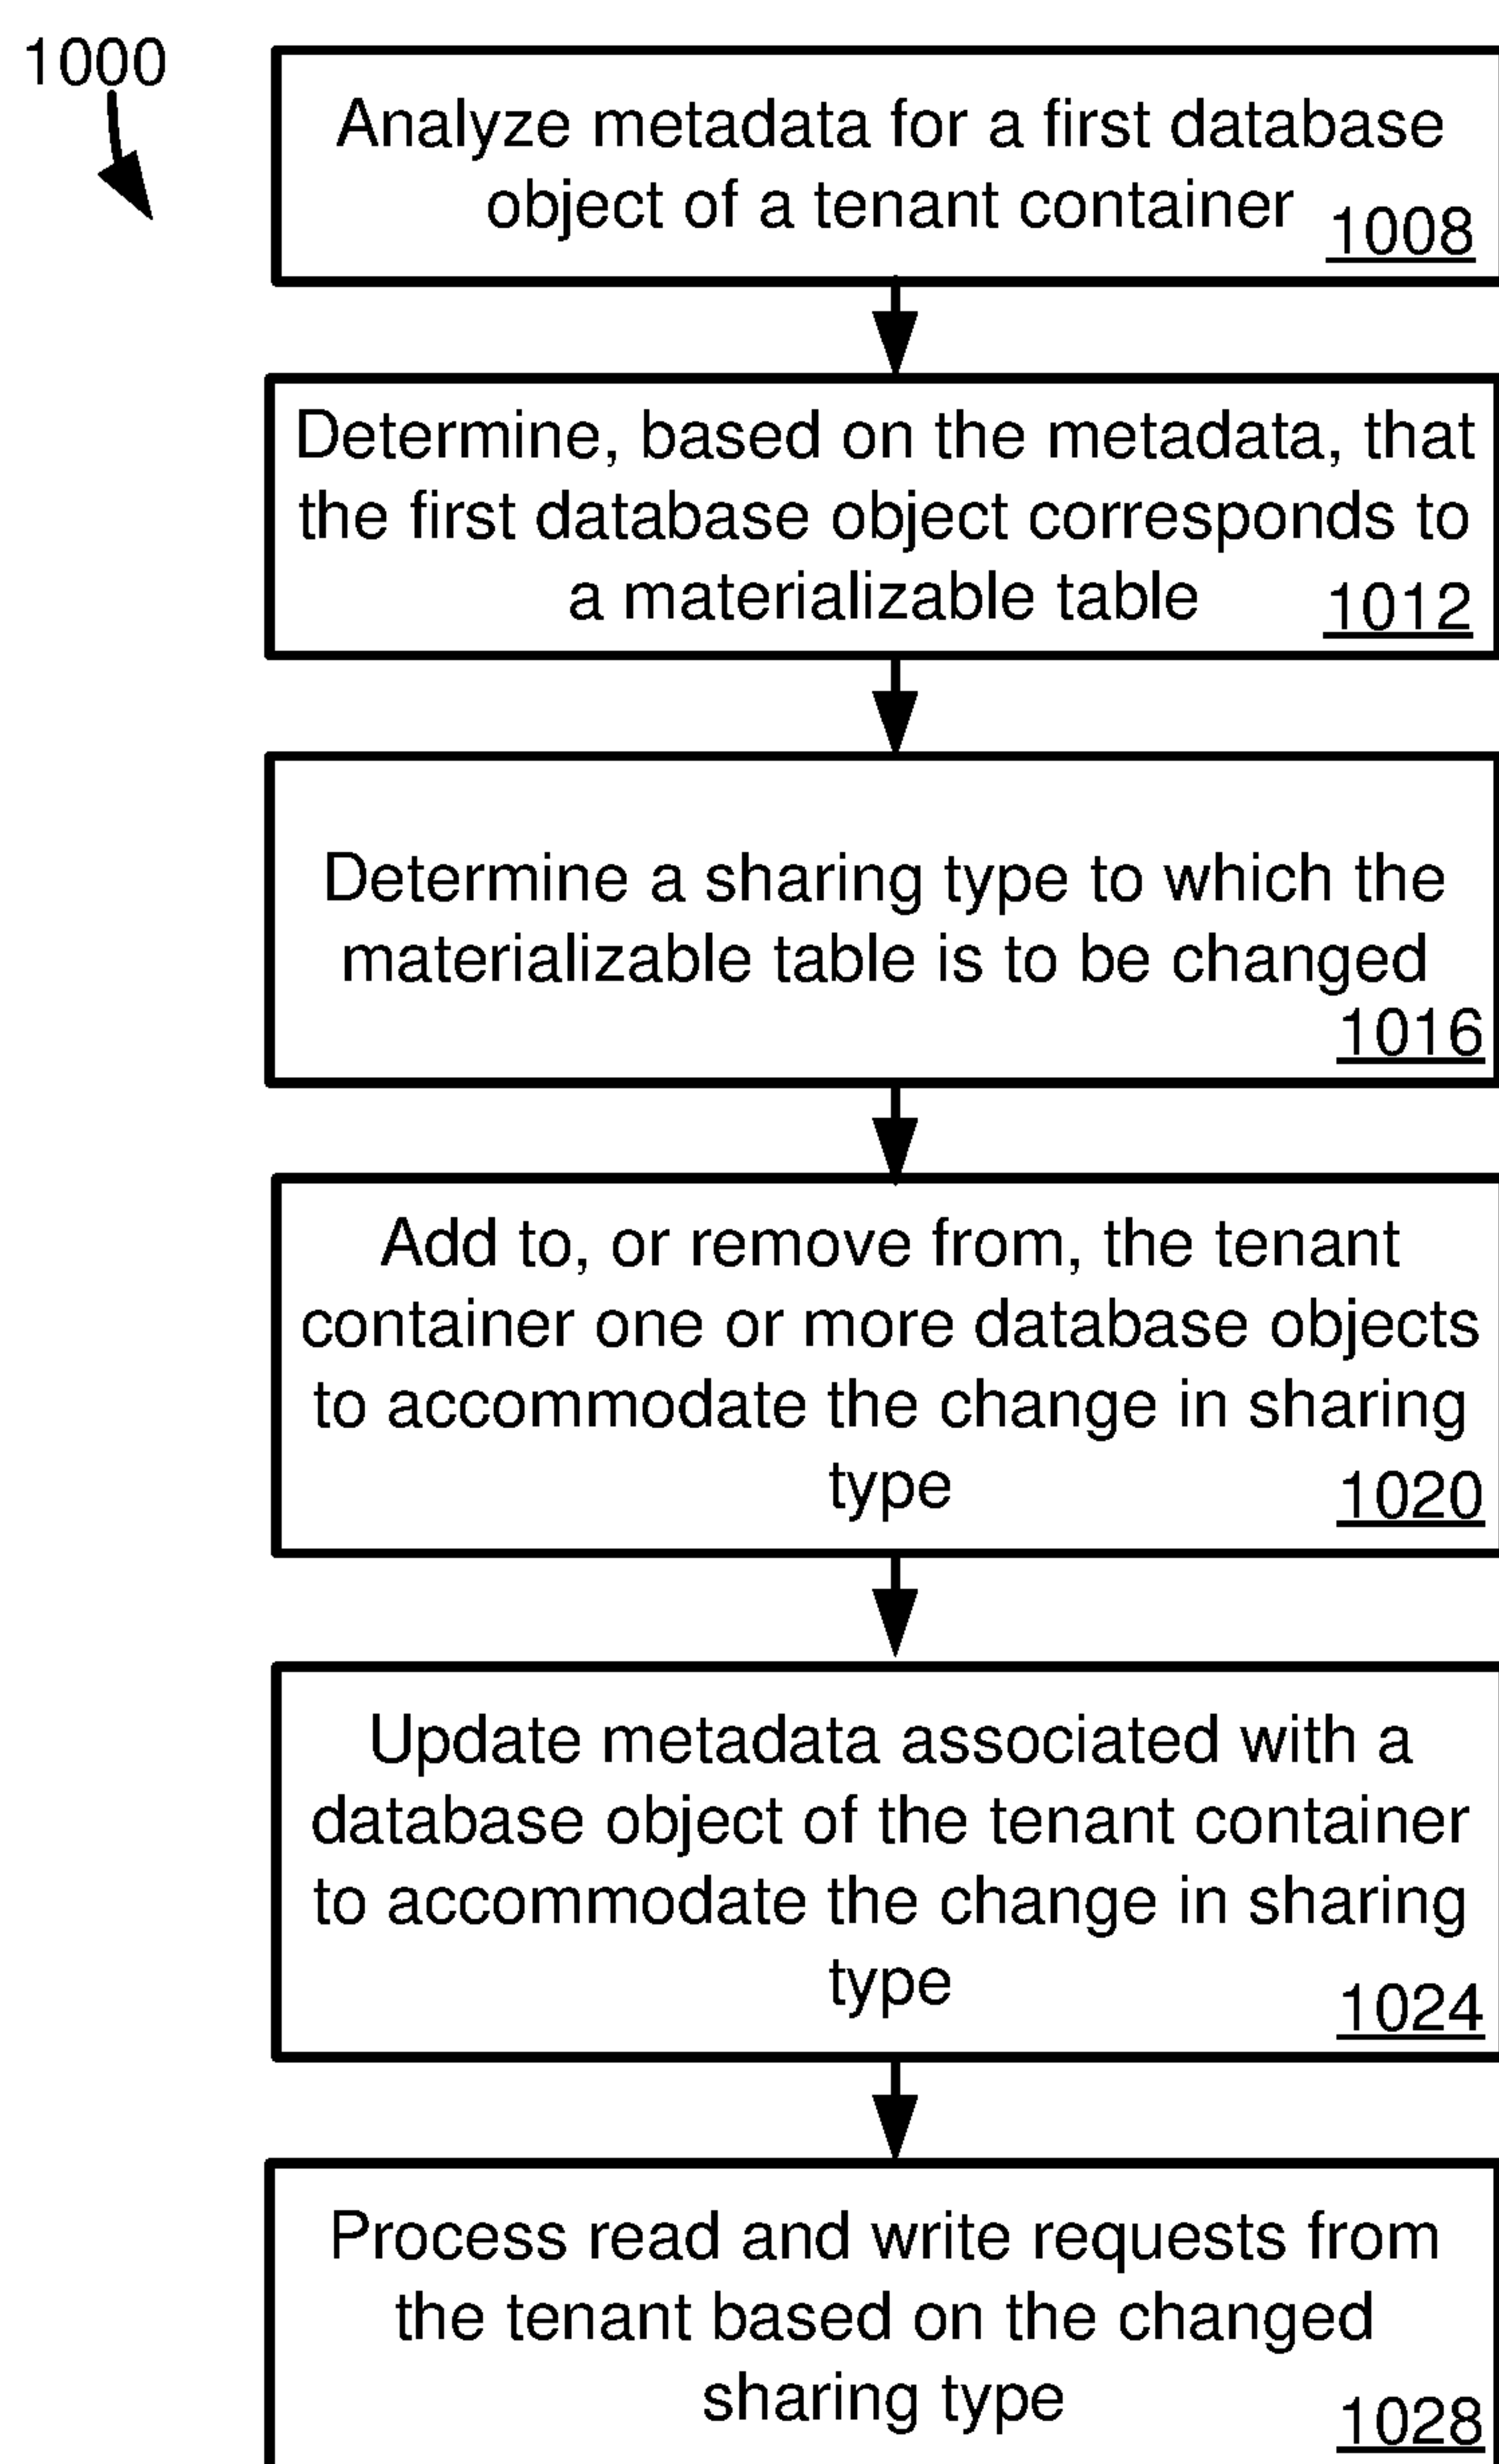 1000
Analyze metadata for a first database
object of a tenant container
1008
Determine, based on the metadata, that
the first database object corresponds to
a materializable table
1012
Determine a sharing type to which the
materializable table is to be changed
1016
Add to, or remove from, the tenant
container one or more database objects
to accommodate the change in sharing
type
1020
Update metadata associated with a
database object of the tenant container
to accommodate the change in sharing
type
1024
Process read and write requests from
the tenant based on the changed
sharing type
1028